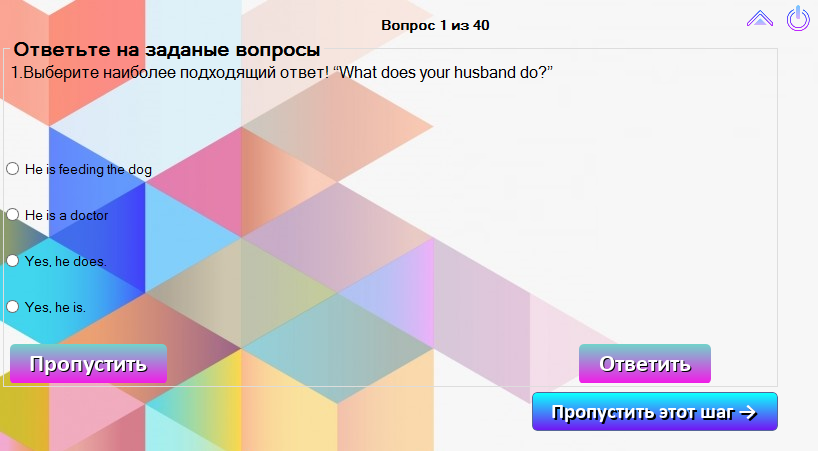 Вопрос 1 из 40
Ответьте на заданые вопросы
1.Выберите наиболее подходящий ответ! “What does your husband do?”
He is feeding the dog
He is a doctor
Yes, he does.
Yes, he is.
Пропустить
Ответить
Пропустить этот шаг →